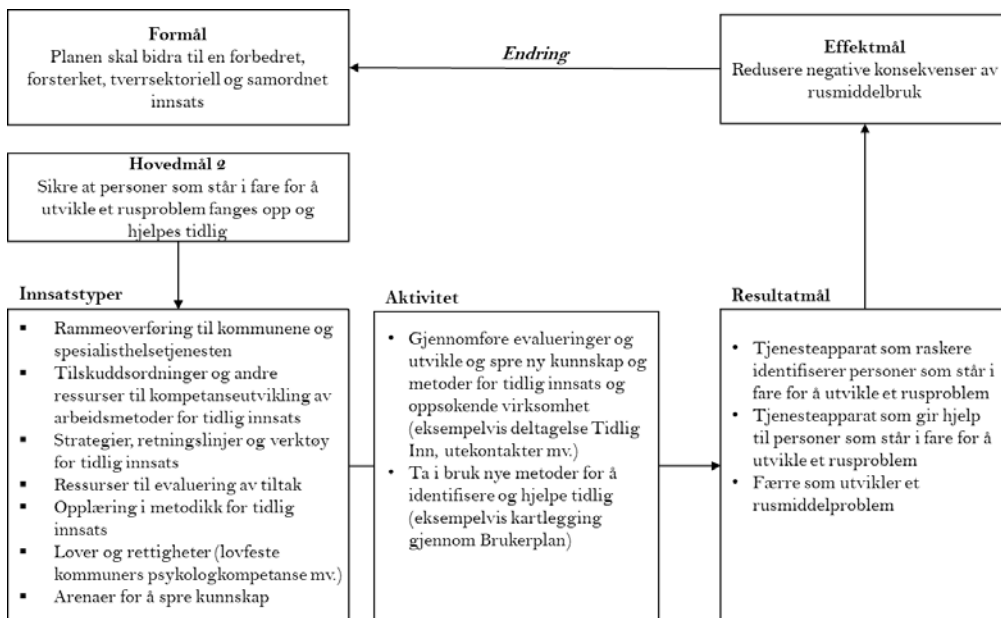 Formål
Planen skal bidra til en forbedret,
forsterket, tverrsektoriell og samordnet
innsats
Endring
Effektmål
Redusere negative konsekvenser av
rusmiddelbruk
Hovedmål 2
Sikre at personer som står i fare for å
utvikle et rusproblem fanges opp og
hjelpes tidlig
Innsatstyper
▪ Rammeoverføring til kommunene og
spesialisthelsetjenesten
▪ Tilskuddsordninger og andre
ressurser til kompetanseutvikling av
arbeidsmetoder for tidlig innsats
▪ Strategier, retningslinjer og verktøy
for tidlig innsats
▪ Ressurser til evaluering av tiltak
▪ Opplæring i metodikk for tidlig
innsats
▪ Lover og rettigheter (lovfeste
kommuners psykologkompetanse mv.)
▪ Arenaer for å spre kunnskap
Aktivitet
• Gjennomføre evalueringer og
utvikle og spre ny kunnskap og
metoder for tidlig innsats og
oppsøkende virksomhet
(eksempelvis deltagelse Tidlig
Inn, utekontakter mv.)
• Ta i bruk nye metoder for å
identifisere og hjelpe tidlig
(eksempelvis kartlegging
gjennom Brukerplan)
Resultatmål
• Tjenesteapparat som raskere
identifiserer personer som står i
fare for å utvikle et rusproblem
• Tjenesteapparat som gir hjelp
til personer som står i fare for å
utvikle et rusproblem
• Færre som utvikler et
rusmiddelproblem